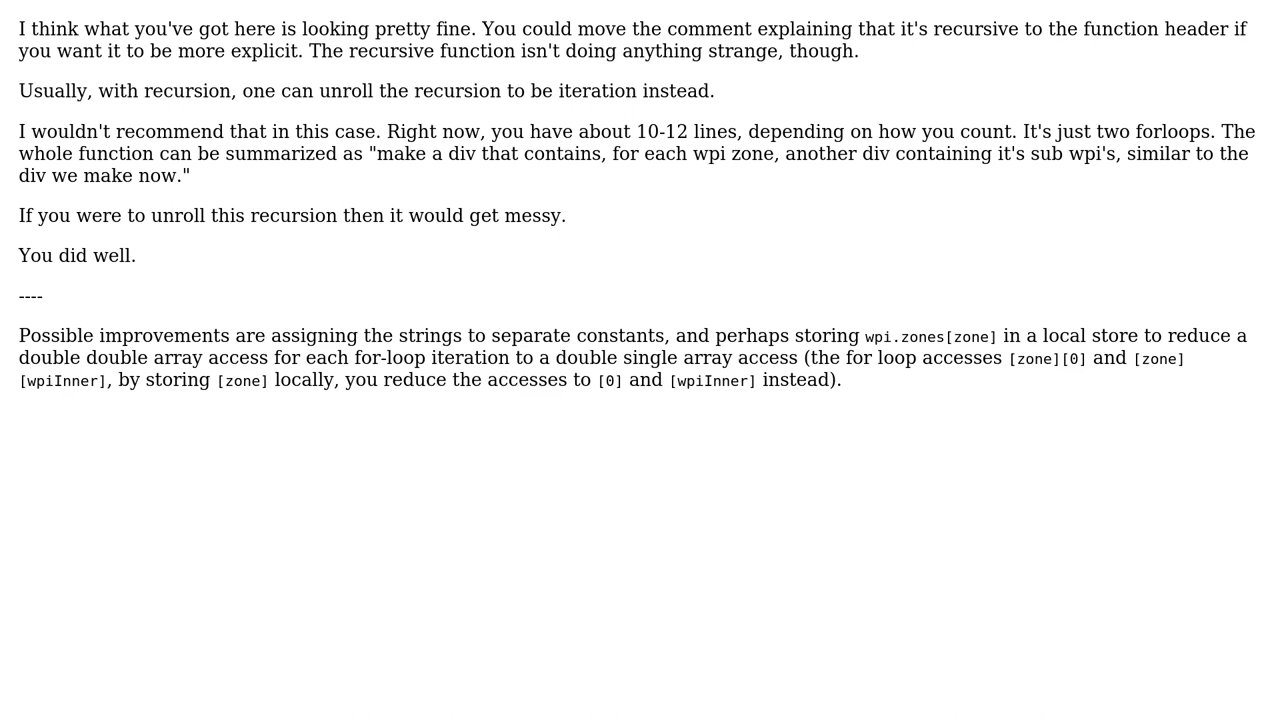 I think what you've got here is looking pretty fine. You could move the comment explaining that it's recursive to the function header if
you want it to be more explicit. The recursive function isn't doing anything strange, though.
Usually, with recursion, one can unroll the recursion to be iteration instead.
I wouldn't recommend that in this case. Right now, you have about 10-12 lines, depending on how you count. It's just two forloops. The
whole function can be summarized as "make a div that contains, for each wpi zone, another div containing it's sub wpi's, similar to the
div we make now."
If you were to unroll this recursion then it would get messy.
You did well.
----
Possible improvements are assigning the strings to separate constants, and perhaps storing wpi.zones[zone] in a local store to reduce a
double double array access for each for-loop iteration to a double single array access (the for loop accesses [zone][0] and [zone]
[wpiInner], by storing [zone] locally, you reduce the accesses to [0] and [wpiInner] instead).